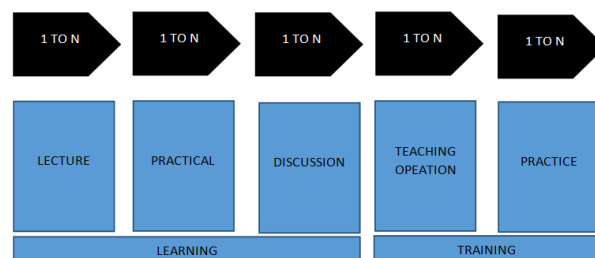 1 TO N
1 TO N
1 TO N
1 TO N
1 TO N
LECTURE
PRACTICAL
DISCUSSION
TEACHING
OPEATION
PRACTICE
LEARNING
TRAINING